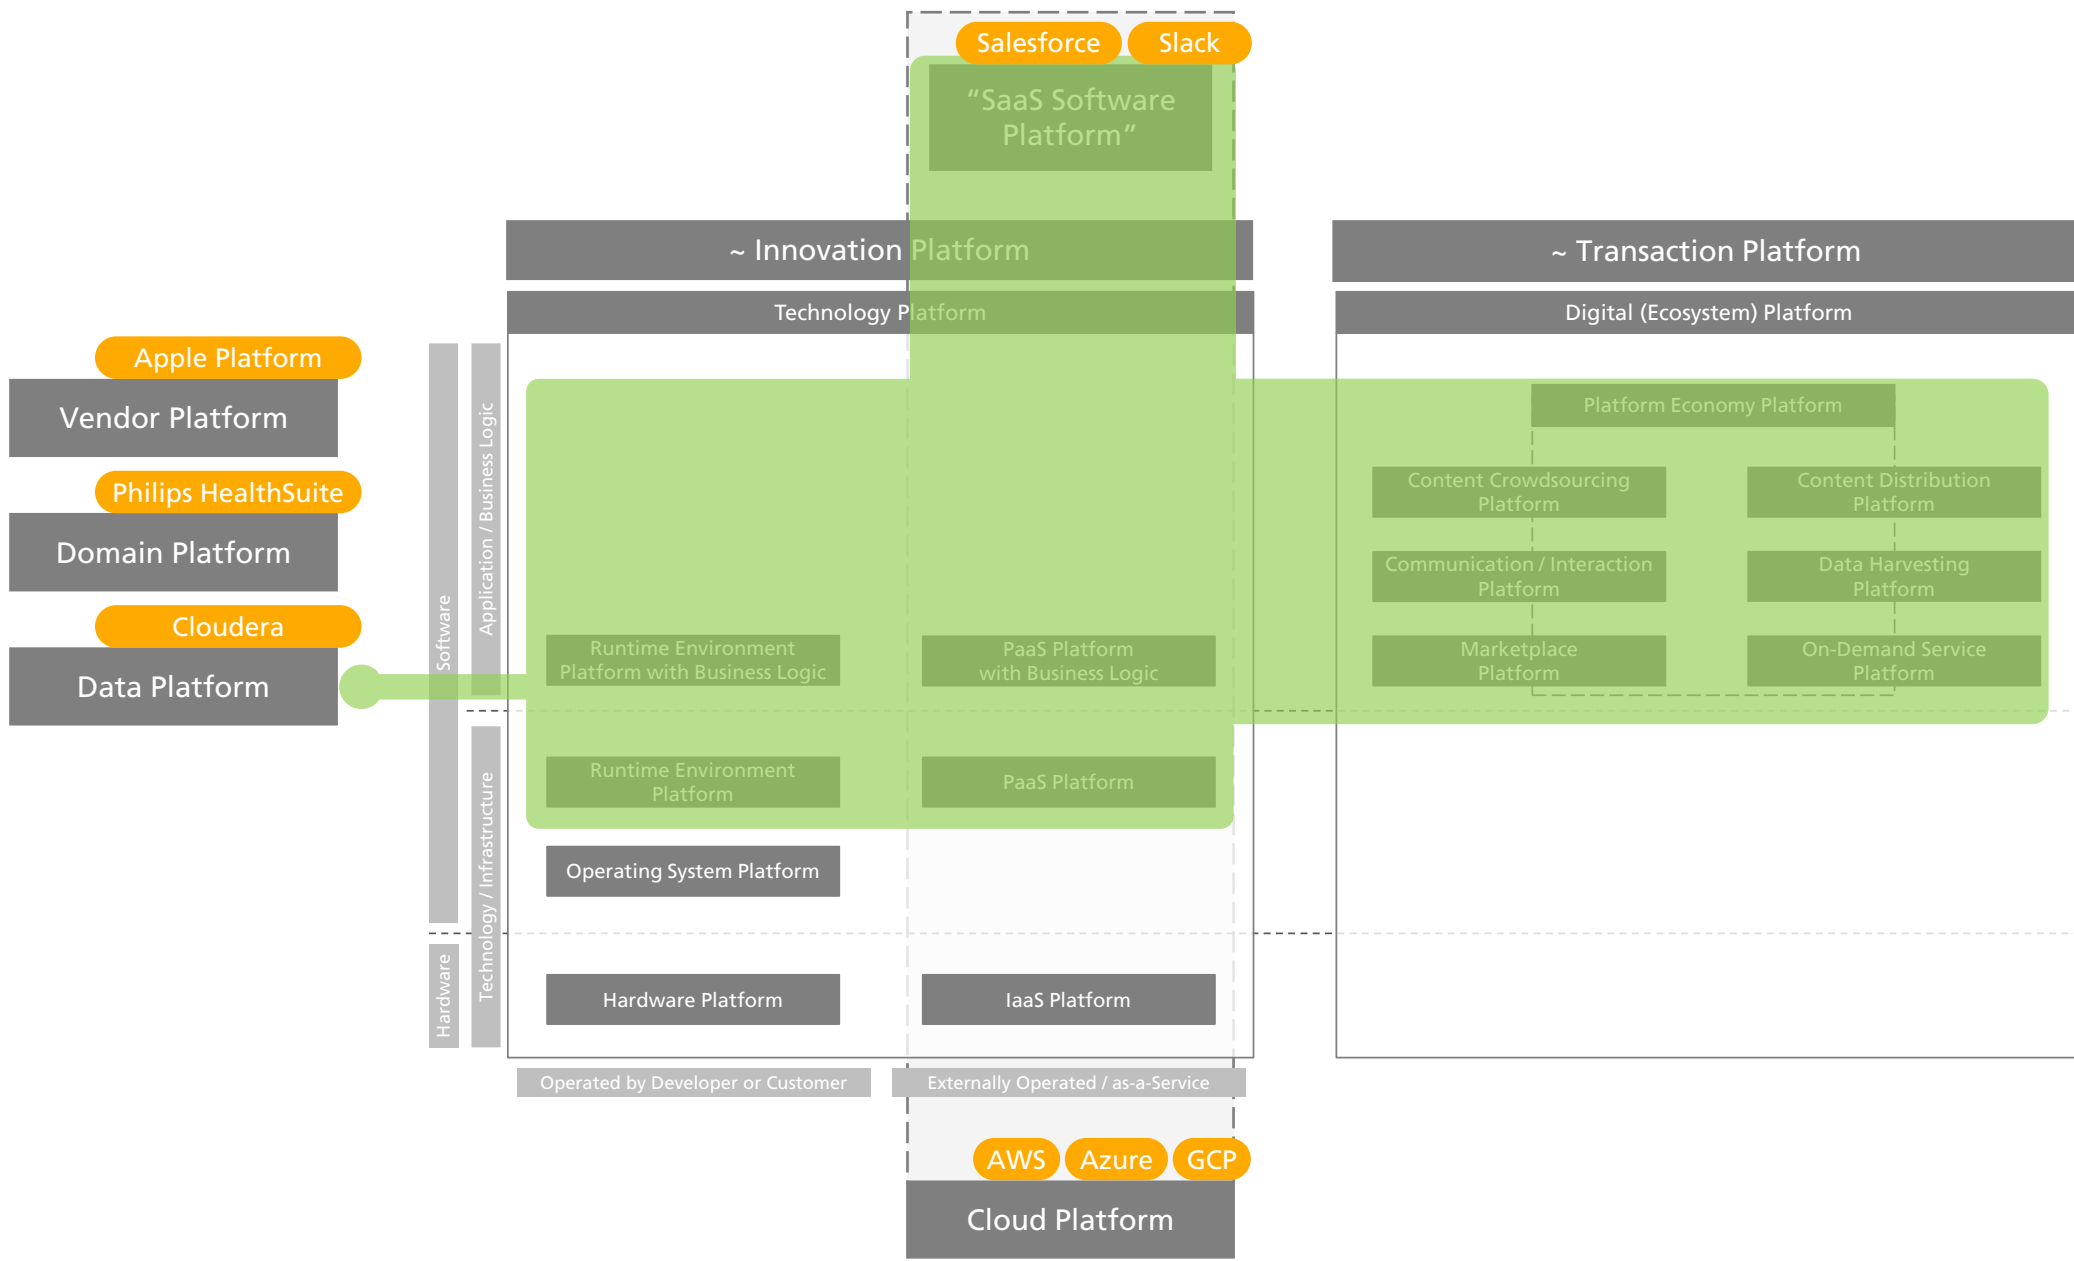 Salesforce
Slack
“SaaS Software
Platform”
~ Innovation Platform
~ Transaction Platform
Technology Platform
Digital (Ecosystem) Platform
Apple Platform
Vendor Platform
Philips HealthSuite
Domain Platform
Cloudera
Data Platform
Software
Hardware
Application / Business Logic
Technology / Infrastructure
Platform Economy Platform
Content Crowdsourcing
Platform
Content Distribution
Platform
Communication / Interaction
Platform
Data Harvesting
Platform
Runtime Environment
Platform with Business Logic
PaaS Platform
with Business Logic
Marketplace
Platform
On-Demand Service
Platform
Runtime Environment
Platform
PaaS Platform
Operating System Platform
Hardware Platform
IaaS Platform
Operated by Developer or Customer
Externally Operated / as-a-Service
AWS
Azure
GCP
Cloud Platform